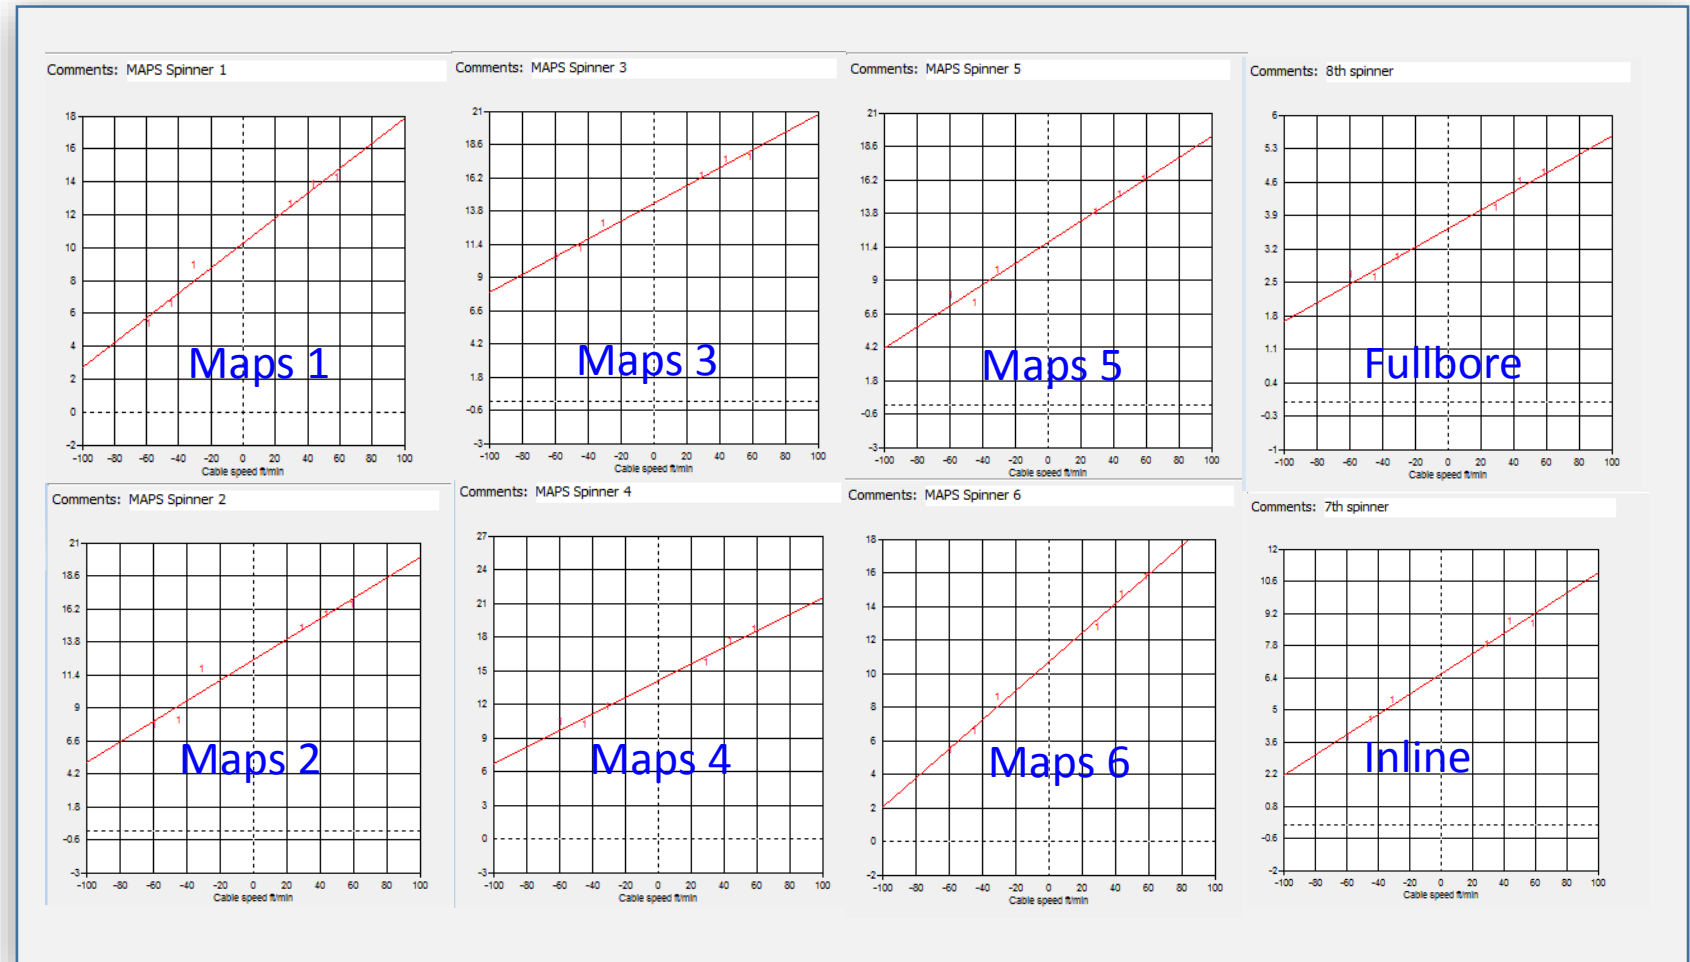 Comments: MAPS Spinner 1
18
16
14
12
10
8
6
4
2
0
-2
-100 -80 -60 -40 -20 0 20 40 60 80 100
Cable speed ft/min
Maps 1
Comments: MAPS Spinner 3
21
18.6
16.2
13.8
11.4
9
6.6
4.2
1.8
-0.6
-3
-100 -80 -60 -40 -20 0 20 40 60 80 100
Cable speed ft/min
Maps 3
Comments: MAPS Spinner 5
21
18.6
16.2
13.8
11.4
9
6.6
4.2
1.8
-0.6
-3
-100 -80 -60 -40 -20 0 20 40 60 80 100
Cable speed ft/min
Maps 5
Comments: 8th spinner
6
5.3
4.6
3.9
3.2
2.5
1.8
1.1
0.4
-0.3
-1
-100 -80 -60 -40 -20 0 20 40 60 80 100
Cable speed ft/min
Fullbore
Comments: MAPS Spinner 2
21
18.6
16.2
13.8
11.4
9
6.6
4.2
1.8
-0.6
-3
-100 -80 -60 -40 -20 0 20 40 60 80 100
Cable speed ft/min
Maps 2
Comments: MAPS Spinner 4
27
24
21
18
15
12
9
6
3
0
-3
-100 -80 -60 -40 -20 0 20 40 60 80 100
Cable speed ft/min
Maps 4
Comments: MAPS Spinner 6
18
16
14
12
10
8
6
4
2
0
-2
-100 -80 -60 -40 -20 0 20 40 60 80 100
Cable speed ft/min
Maps 6
Comments: 7th spinner
12
10.6
9.2
7.8
6.4
5
3.6
2.2
0.8
-0.6
-2
-100 -80 -60 -40 -20 0 20 40 60 80 100
Cable speed ft/min
Inline